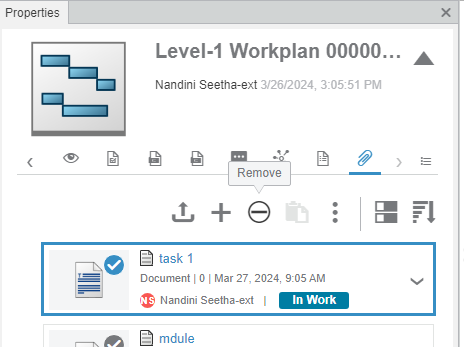 Properties
Level-1 Workplan 00000...
Nandini Seetha-ext 3/26/2024, 3:05:51 PM
Remove
task 1
Document | 0 | Mar 27, 2024, 9:05 AM
NS Nandini Seetha-ext | In Work
mdule